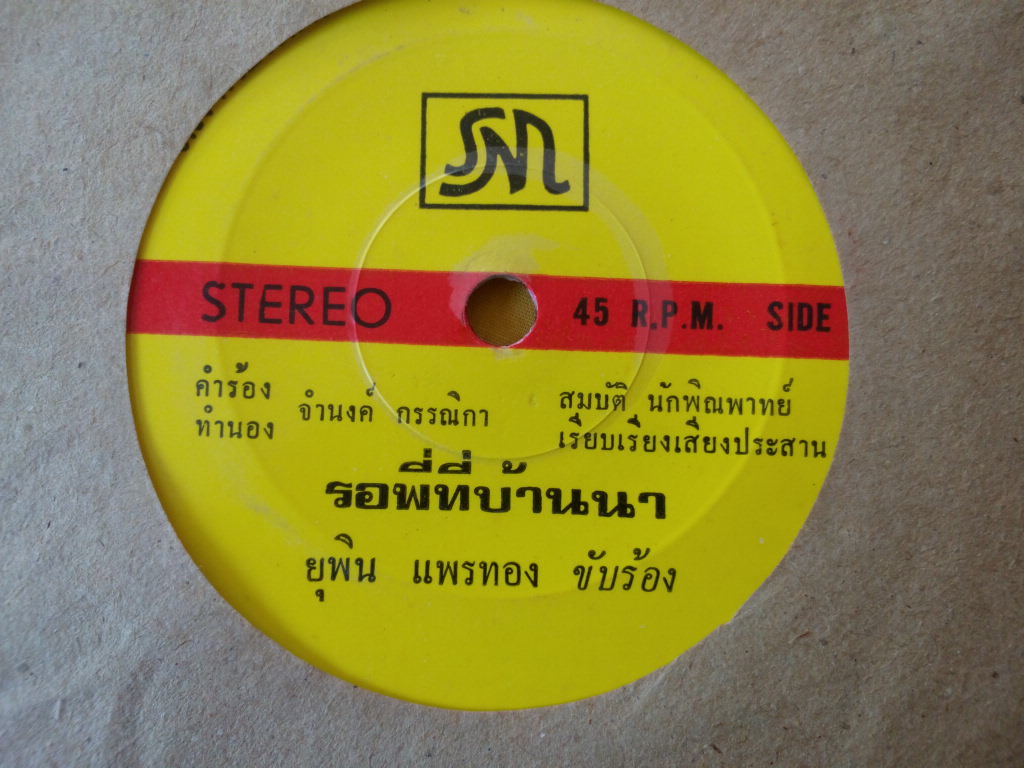 SN
STEREO 45 R.P.M. SIDE
คำร้อง
ทำนอง
จำนงค์ กรรณิกา
สมบัติ นักพิณพาทย์
เรียบเรียงเสียงประสาน
รอพี่ที่บ้านนา
ยุพิน แพรทอง ขับร้อง